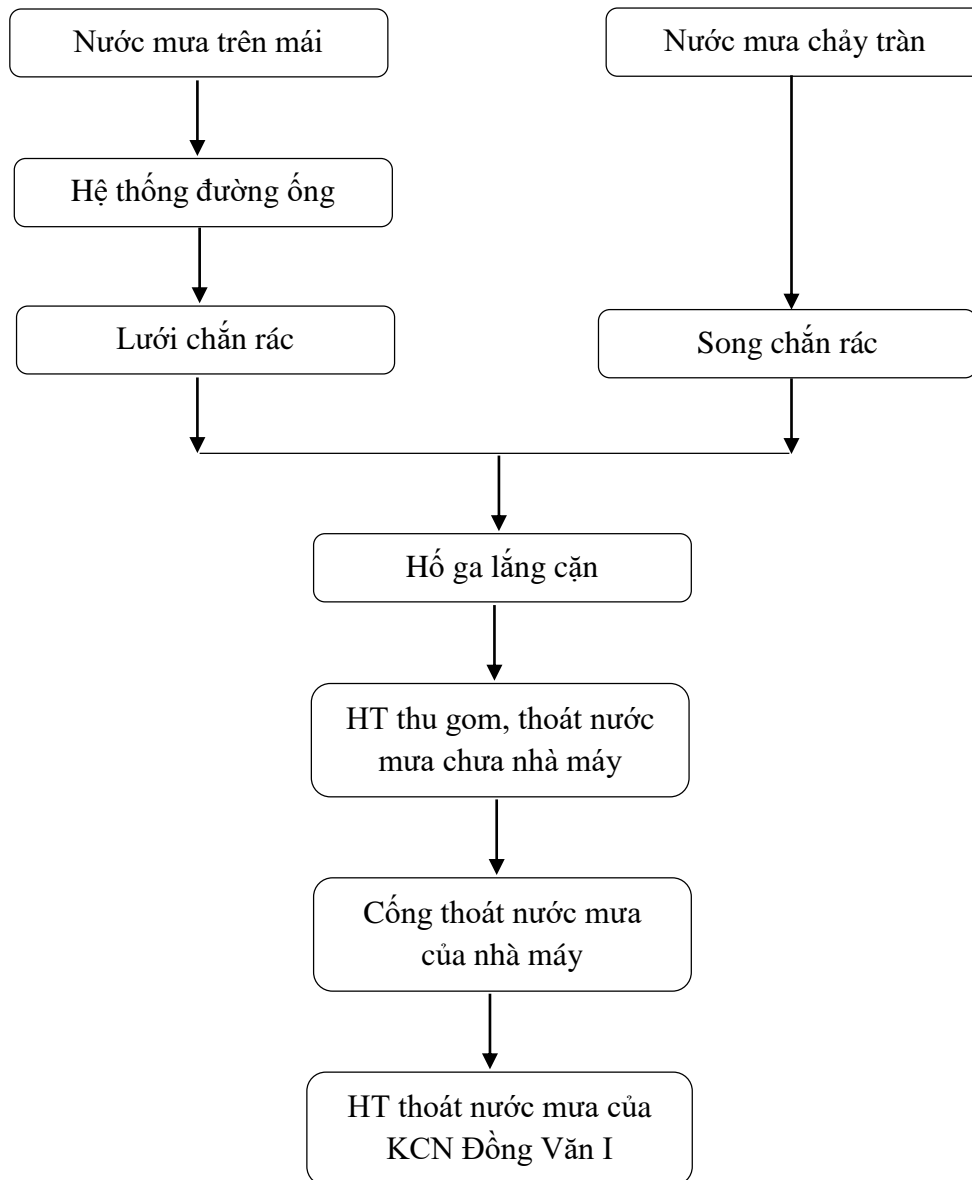 Nước mưa trên mái
Nước mưa chảy tràn
Hệ thống đường ống
Lưới chắn rác
Song chắn rác
Hố ga lắng cặn
HT thu gom, thoát nước
mưa chưa nhà máy
Cống thoát nước mưa
của nhà máy
HT thoát nước mưa của
KCN Đồng Văn I